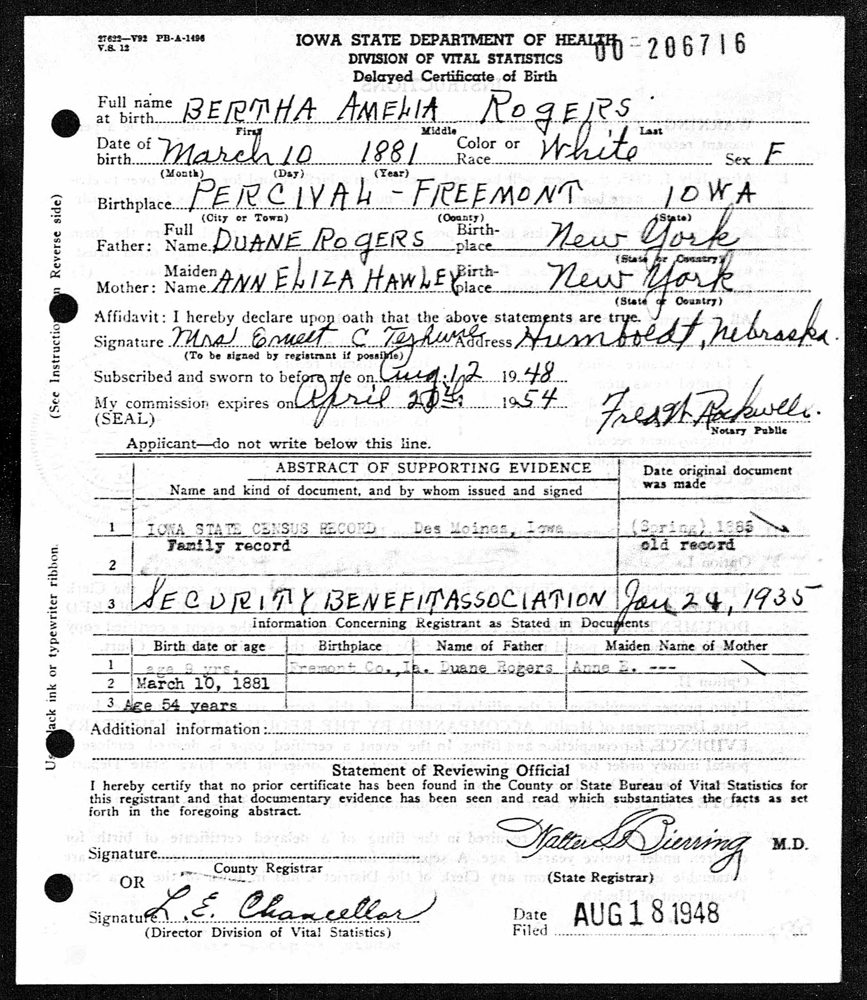 27622—V92 PB-A-1496
V.S. 12
IOWA STATE DEPARTMENT OF HEALTH
00-206716
DIVISION OF VITAL STATISTICS
Delayed Certificate of Birth
Full name at birth BERTHA AMELIA ROGERS
First Middle Last
Date of birth March 10 1881 Color or Race White Sex F
(Month) (Day) (Year)
Birthplace PERCIVAL - FREEMONT IOWA
(City or Town) (County) (State)
Father: Full Name DUANE ROGERS Birth-place New York
(State or Country)
Mother: Maiden Name ANN ELIZA HAWLEY Birth-place New York
(State or Country)
Affidavit: I hereby declare upon oath that the above statements are true.
Signature Mrs Ernest C Terhune Address Humboldt, Nebraska.
(To be signed by registrant if possible)
Subscribed and sworn to before me on Aug. 12 1948
My commission expires on April 20th 1954
(SEAL)
Rockwell.
Notary Public
Applicant—do not write below this line.
ABSTRACT OF SUPPORTING EVIDENCE
Name and kind of document, and by whom issued and signed
Date original document was made
1 IOWA STATE CENSUS RECORD Des Moines, Iowa (Spring)
Family record old record
2
3 SECURITY BENEFIT ASSOCIATION Jan 24, 1935
Information Concerning Registrant as Stated in Documents
Birth date or age Birthplace Name of Father Maiden Name of Mother
1 age yrs. Fremont Co., Ia. Duane Rogers Anne E. ---
2 March 10, 1881
3 Age 54 years
Additional information:
Statement of Reviewing Official
I hereby certify that no prior certificate has been found in the County or State Bureau of Vital Statistics for
this registrant and that documentary evidence has been seen and read which substantiates the facts as set
forth in the foregoing abstract.
Walter L Bierring M.D.
Signature
County Registrar
(State Registrar)
OR
Signature L. E. Chancellor
(Director Division of Vital Statistics)
Date Filed AUG 18 1948
(See Instruction Reverse side)
Us lack ink or typewriter ribbon.